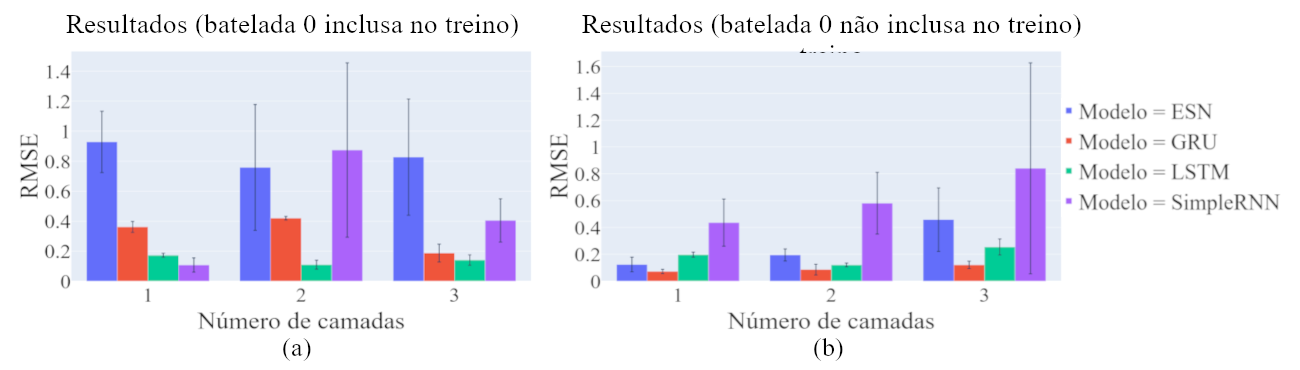 Resultados (batelada 0 inclusa no treino)
1.4
1.2
1
0.8
0.6
0.4
0.2
0
RMSE
1
2
3
Número de camadas
(a)
Resultados (batelada 0 não inclusa no treino)
1.6
1.4
1.2
1
0.8
0.6
0.4
0.2
0
RMSE
1
2
3
Número de camadas
(b)
Modelo = ESN
Modelo = GRU
Modelo = LSTM
Modelo = SimpleRNN